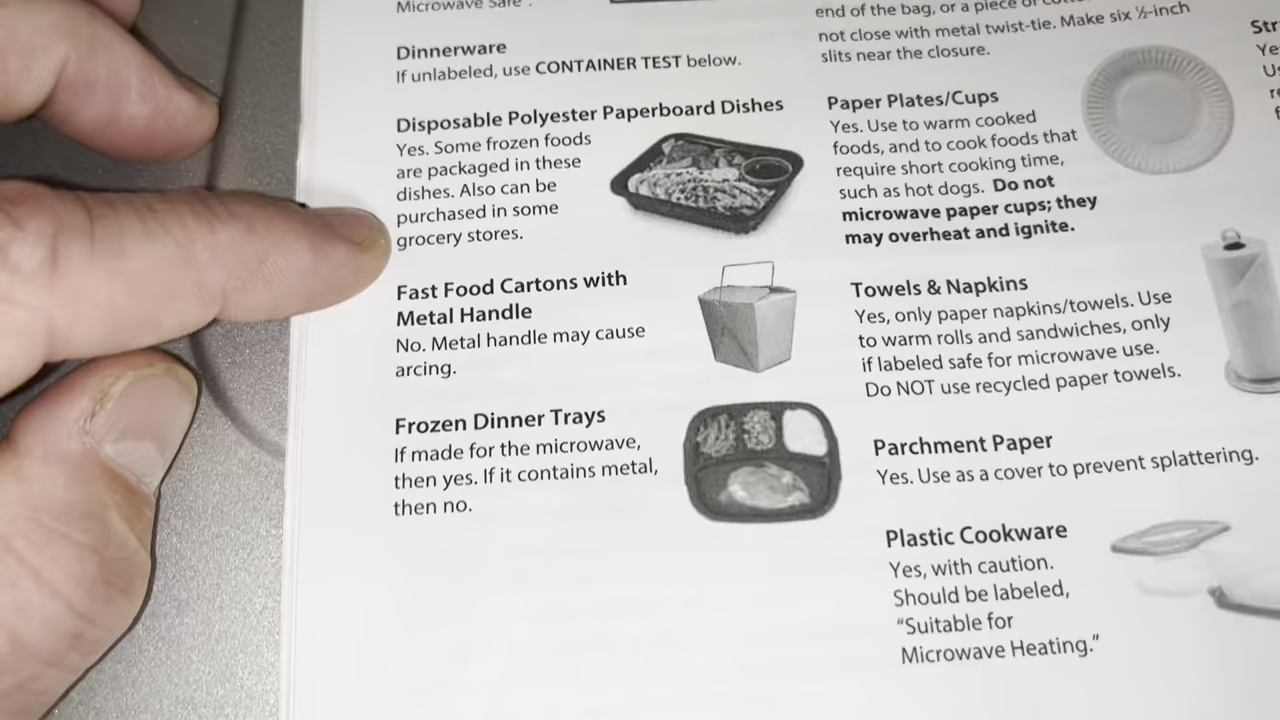 Microwave Safe".
Dinnerware
If unlabeled, use CONTAINER TEST below.
Disposable Polyester Paperboard Dishes
Yes. Some frozen foods
are packaged in these
dishes. Also can be
purchased in some
grocery stores.
Fast Food Cartons with
Metal Handle
No. Metal handle may cause
arcing.
Frozen Dinner Trays
If made for the microwave,
then yes. If it contains metal,
then no.
end of the bag, or a piece of
not close with metal twist-tie. Make six ½-inch
slits near the closure.
Paper Plates/Cups
Yes. Use to warm cooked
foods, and to cook foods that
require short cooking time,
such as hot dogs. Do not
microwave paper cups; they
may overheat and ignite.
Towels & Napkins
Yes, only paper napkins/towels. Use
to warm rolls and sandwiches, only
if labeled safe for microwave use.
Do NOT use recycled paper towels.
Parchment Paper
Yes. Use as a cover to prevent splattering.
Plastic Cookware
Yes, with caution.
Should be labeled,
"Suitable for
Microwave Heating."